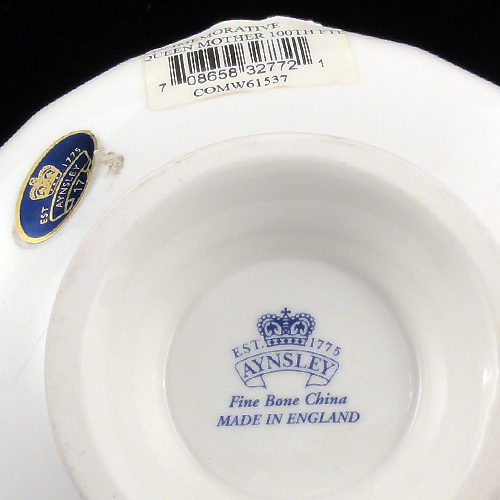 COMMEMORATIVE
QUEEN MOTHER 100TH
7 08658 32772 1
COMW61537
EST 1775
AYNSLEY
EST. 1775
AYNSLEY
Fine Bone China
MADE IN ENGLAND